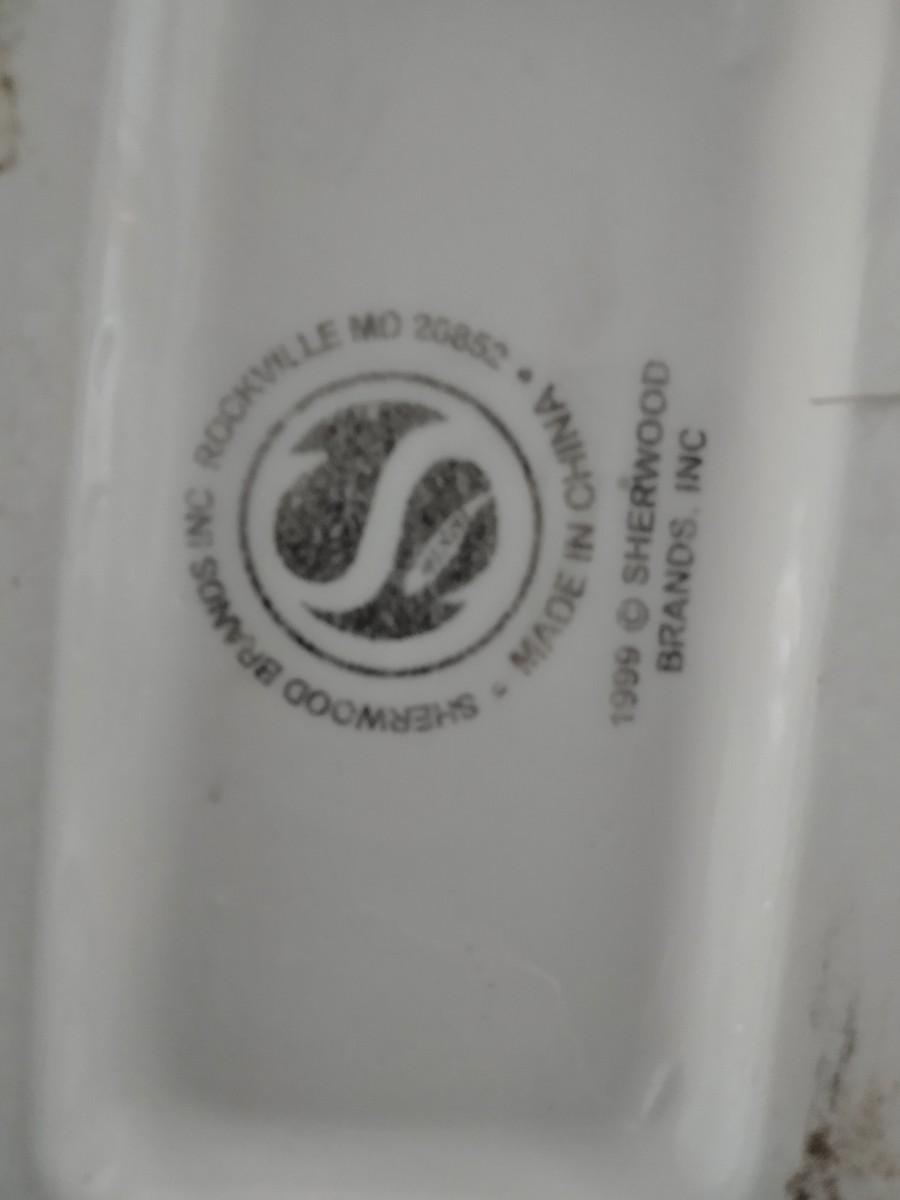 SHERWOOD BRANDS INC ROCKVILLE MD 20852 • MADE IN CHINA •
1999 © SHERWOOD
BRANDS. INC